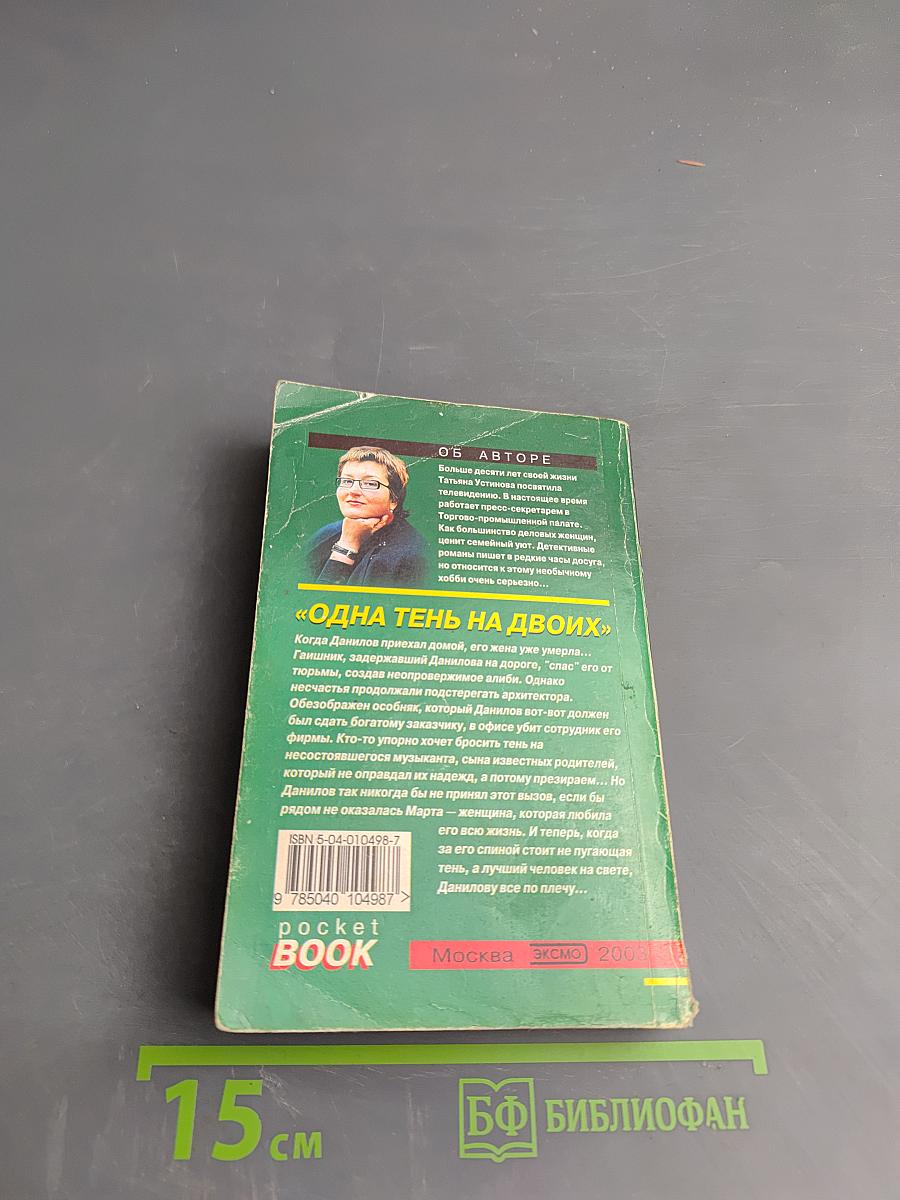 ОБ АВТОРЕ
Больше десяти лет своей жизни
Татьяна Устинова посвятила
телевидению. В настоящее время
работает пресс-секретарем в
Торгово-промышленной палате.
Как большинство деловых женщин,
ценит семейный уют. Детективные
романы пишет в редкие часы досуга,
но относится к этому необычному
хобби очень серьезно...
«ОДНА ТЕНЬ НА ДВОИХ»
Когда Данилов приехал домой, его жена уже умерла...
Гаишник, задержавший Данилова на дороге, "спас" его от
тюрьмы, создав неопровержимое алиби. Однако
несчастья продолжали подстерегать архитектора.
Обезображен особняк, который Данилов вот-вот должен
был сдать богатому заказчику, в офисе убит сотрудник его
фирмы. Кто-то упорно хочет бросить тень на
несостоявшегося музыканта, сына известных родителей,
который не оправдал их надежд, а потому презираем... Но
Данилов так никогда бы не принял этот вызов, если бы
рядом не оказалась Марта — женщина, которая любила
его всю жизнь. И теперь, когда
за его спиной стоит не пугающая
тень, а лучший человек на свете,
Данилову все по плечу...
ISBN 5-04-010498-7
9 785040 104987 >
pocket
BOOK
Москва ЭКСМО 2003
15 см
БФ БИБЛИОФАН